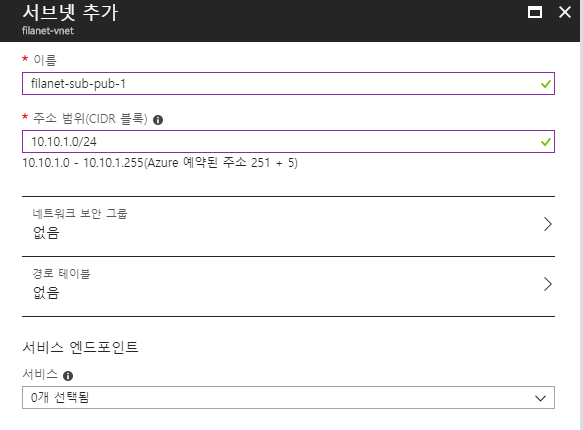 서브넷 추가
filanet-vnet
* 이름
filanet-sub-pub-1
* 주소 범위(CIDR 블록)
10.10.1.0/24
10.10.1.0 - 10.10.1.255(Azure 예약된 주소 251 + 5)
네트워크 보안 그룹
없음
경로 테이블
없음
서비스 엔드포인트
서비스
0개 선택됨